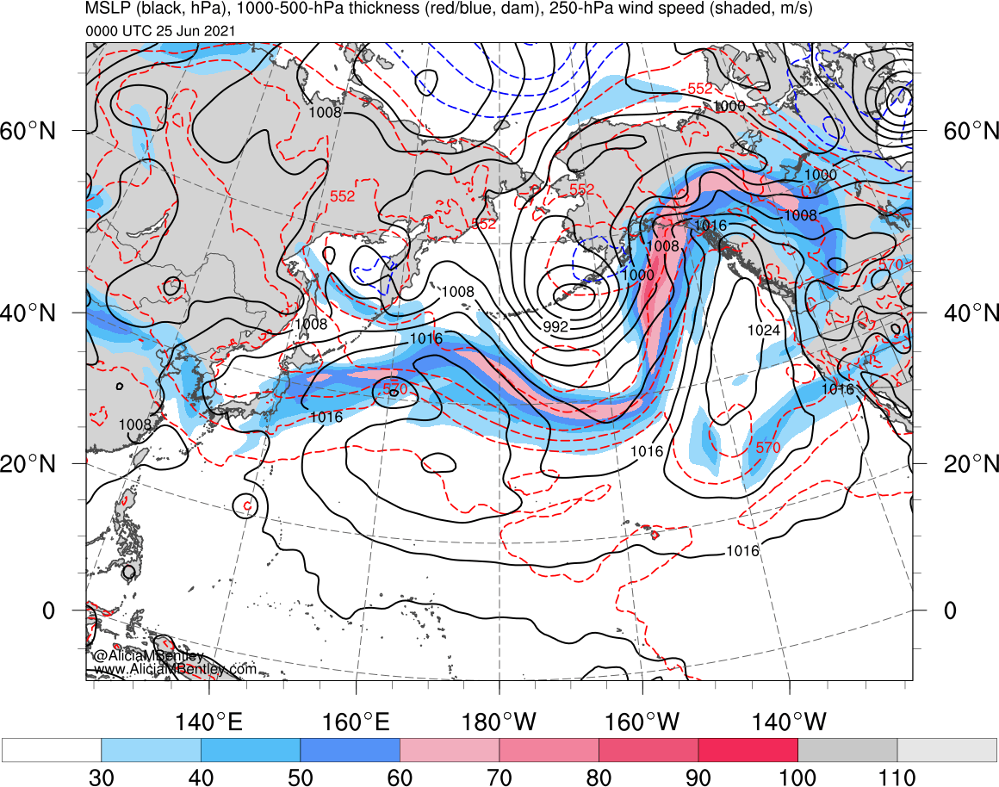 MSLP (black, hPa), 1000-500-hPa thickness (red/blue, dam), 250-hPa wind speed (shaded, m/s)
0000 UTC 25 Jun 2021
552
1000
1008
60°N
60°N
1000
552
552
1008
552
1016
1008
570
1000
1008
40°N
40°N
1008
992
1024
1016
570
1016
1016
1008
1016
570
20°N
20°N
1016
0
0
@AliciaMBentley
www.AliciaMBentley.com
140°E
160°E
180°W
160°W
140°W
30
40
50
60
70
80
90
100
110